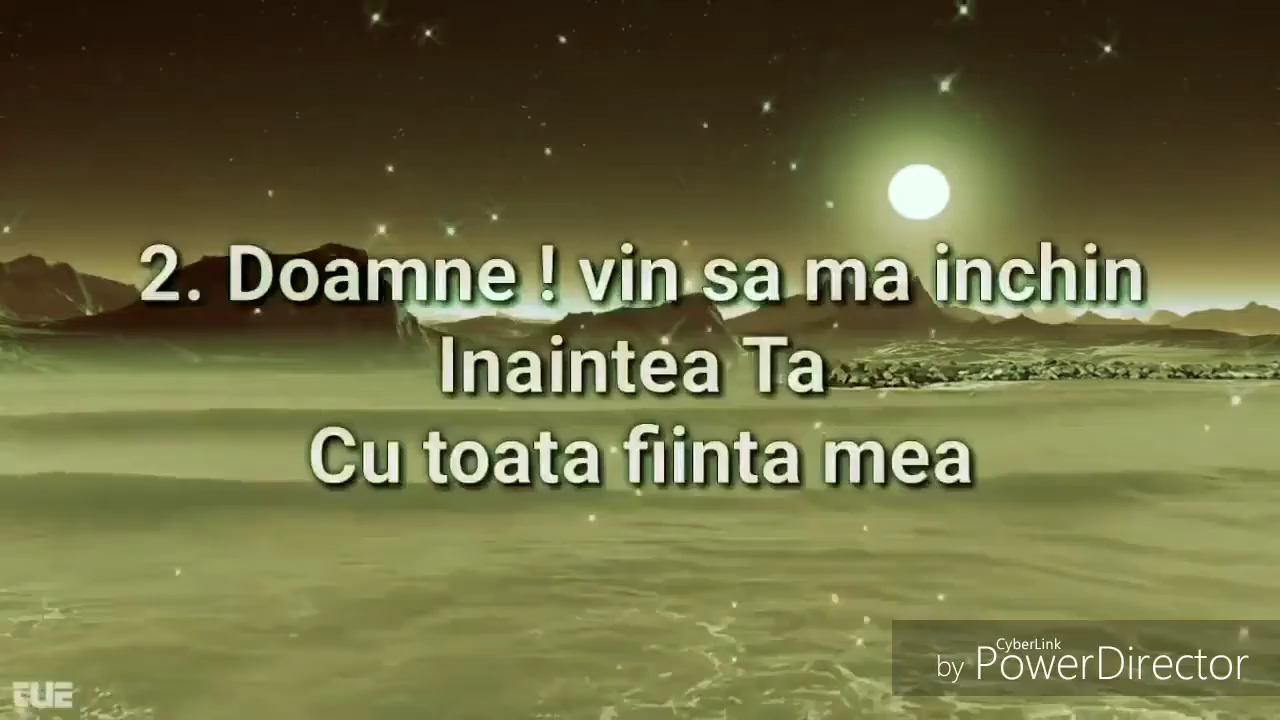 2. Doamne ! vin sa ma inchin
Inaintea Ta
Cu toata fiinta mea
CyberLink
by PowerDirector